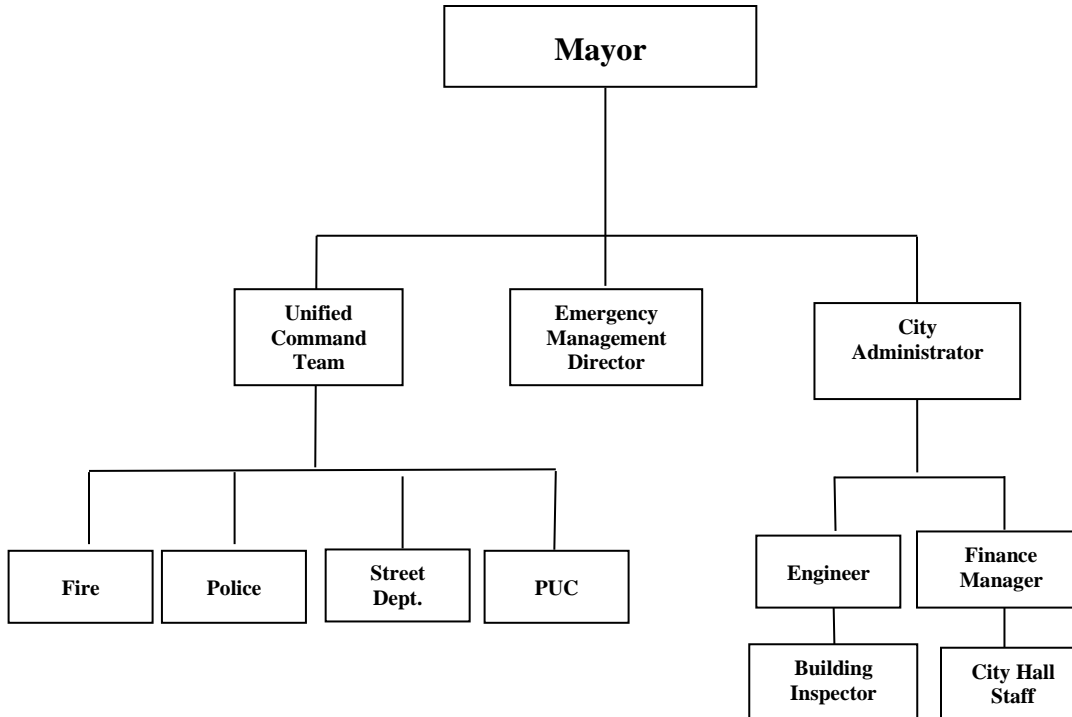 Mayor
Unified
Command
Team
Emergency
Management
Director
City
Administrator
Fire
Police
Street
Dept.
PUC
Engineer
Finance
Manager
Building
Inspector
City Hall
Staff